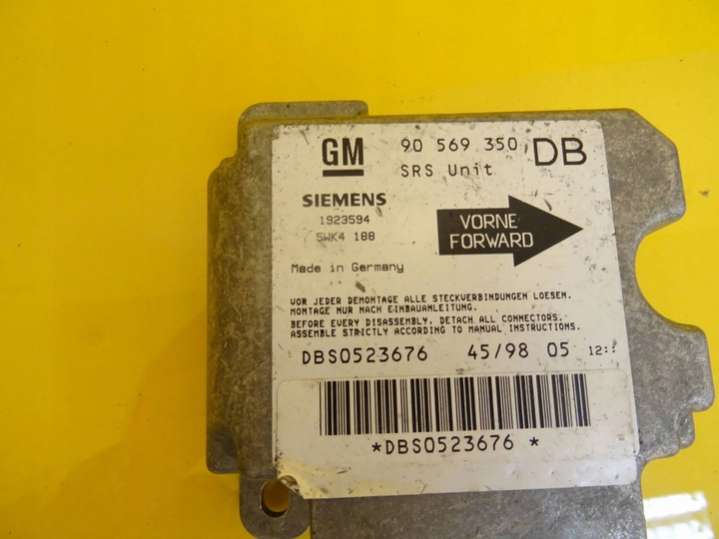 GM 90 569 350 DB
SRS Unit
SIEMENS
1923594
5WK4 188
VORNE
FORWARD
Made in Germany
VOR JEDER DEMONTAGE ALLE STECKVERBINDUNGEN LOESEN.
MONTAGE NUR NACH EINBAUANLEITUNG.
BEFORE EVERY DISASSEMBLY, DETACH ALL CONNECTORS.
ASSEMBLE STRICTLY ACCORDING TO MANUAL INSTRUCTIONS.
DBS0523676 45/98 05
*DBS0523676 *